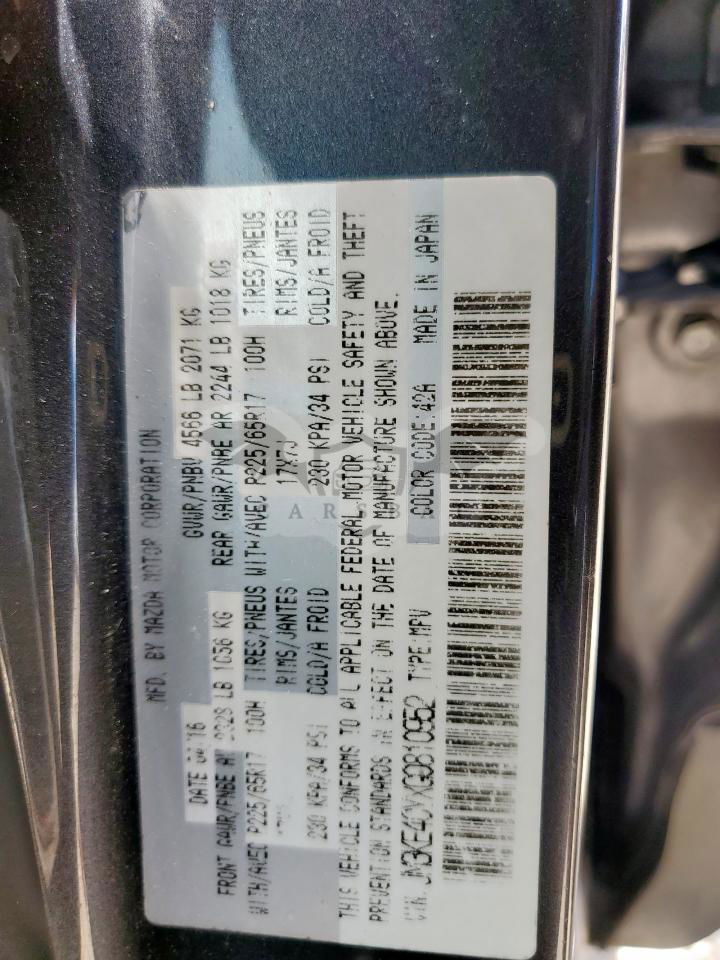 MFD. BY MAZDA MOTOR CORPORATION
DATE '16 GVWR/PNBV 4566 LB 2071 KG
FRONT GAWR/PNBE AV 2328 LB 1056 KG REAR GAWR/PNBE AR 2244 LB 1018 KG
WITH/AVEC P225/65R17 100H TIRES/PNEUS WITH/AVEC P225/65R17 100H TIRES/PNEUS
RIMS/JANTES 17X7J RIMS/JANTES
230 KPA/34 PSI COLD/A FROID 230 KPA/34 PSI COLD/A FROID
THIS VEHICLE CONFORMS TO ALL APPLICABLE FEDERAL MOTOR VEHICLE SAFETY AND THEFT
PREVENTION STANDARDS IN EFFECT ON THE DATE OF MANUFACTURE SHOWN ABOVE.
COLOR CODE:42A MADE IN JAPAN
VIN: JM3KE4CYXG0810952 TYPE:MPV